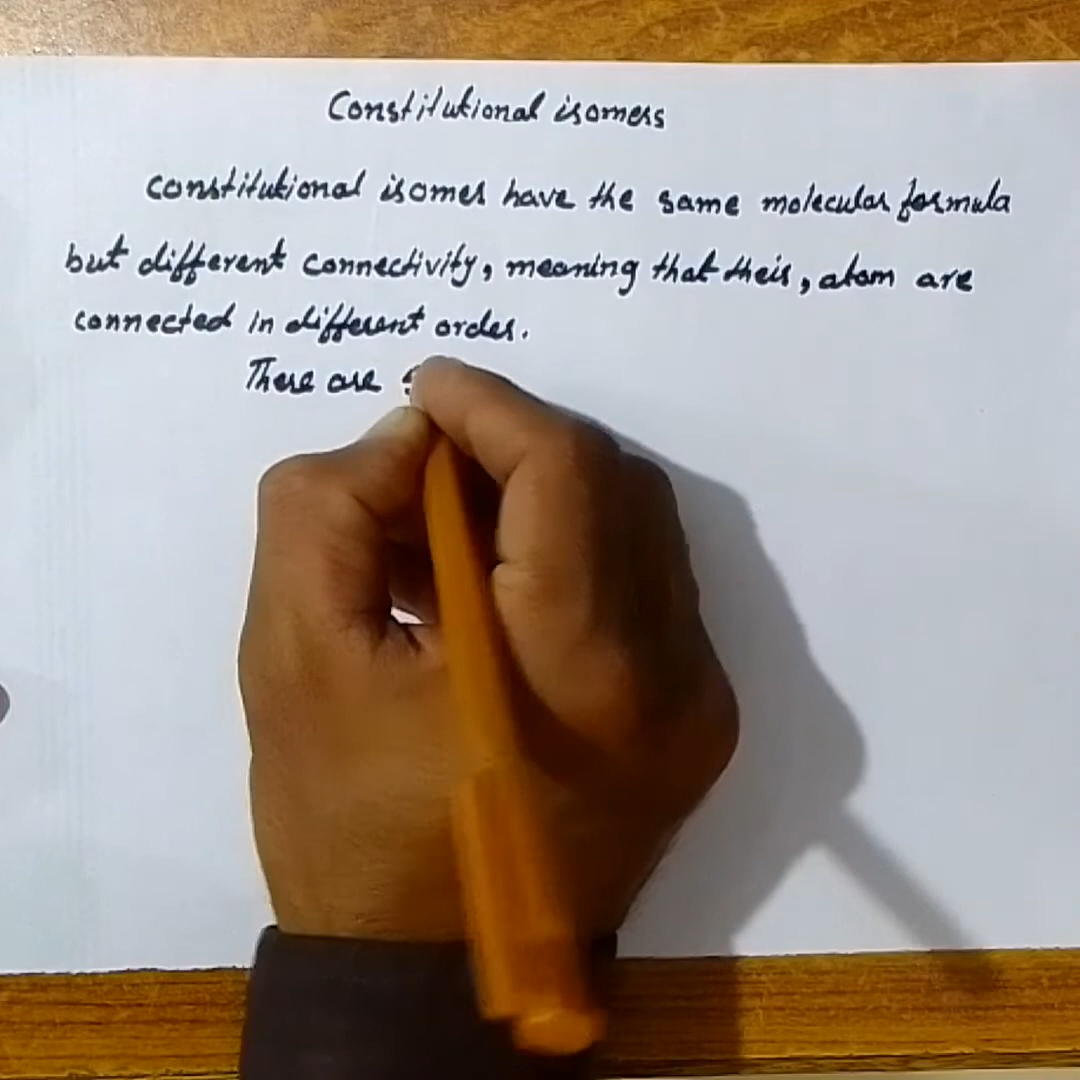 Constitutional isomers
constitutional isomes have the same molecular formula
but different connectivity, meaning that their, atom are
connected in different order.
There are